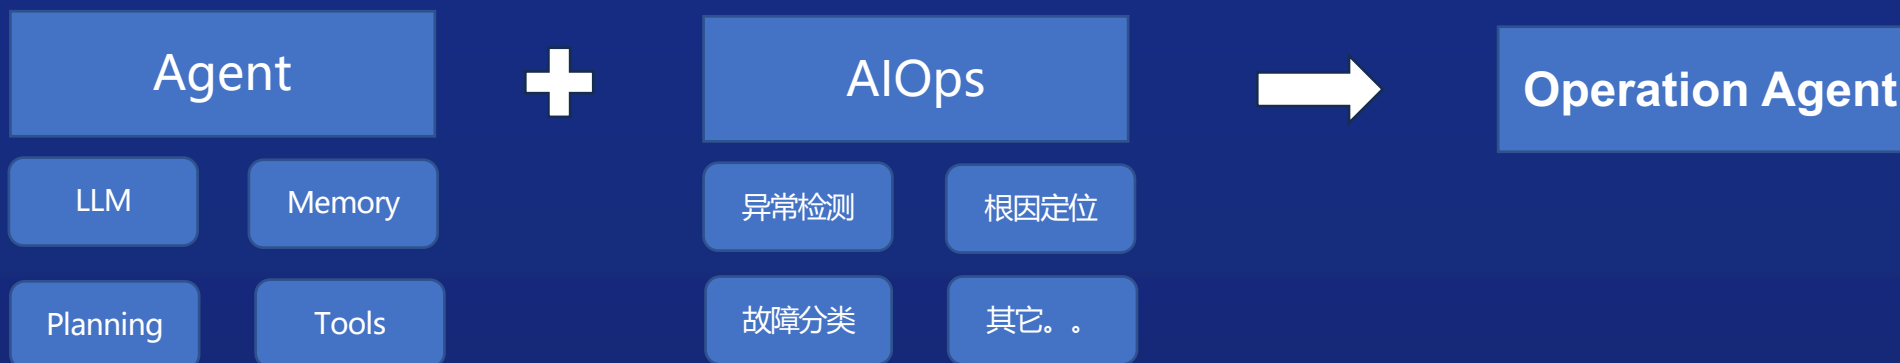 Agent
AIOps
Operation Agent
LLM
Memory
异常检测
根因定位
Planning
Tools
故障分类
其它。。